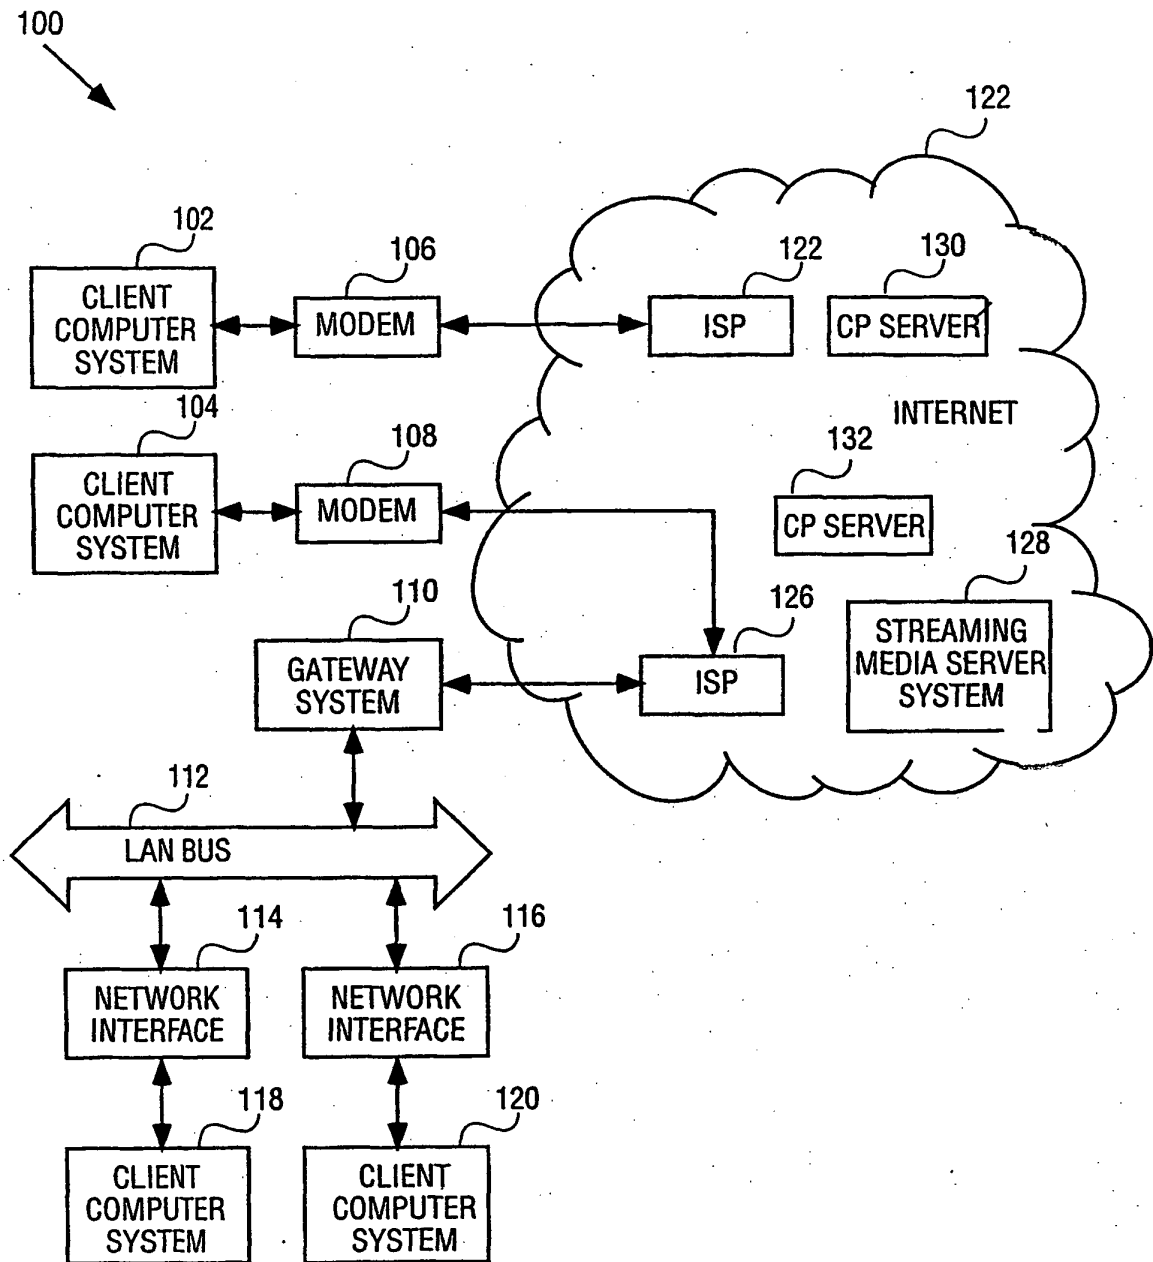 100
122
102
CLIENT
COMPUTER
SYSTEM
106
MODEM
122
ISP
130
CP SERVER
INTERNET
104
CLIENT
COMPUTER
SYSTEM
108
MODEM
132
CP SERVER
110
GATEWAY
SYSTEM
126
ISP
128
STREAMING
MEDIA SERVER
SYSTEM
112
LAN BUS
114
NETWORK
INTERFACE
116
NETWORK
INTERFACE
118
CLIENT
COMPUTER
SYSTEM
120
CLIENT
COMPUTER
SYSTEM